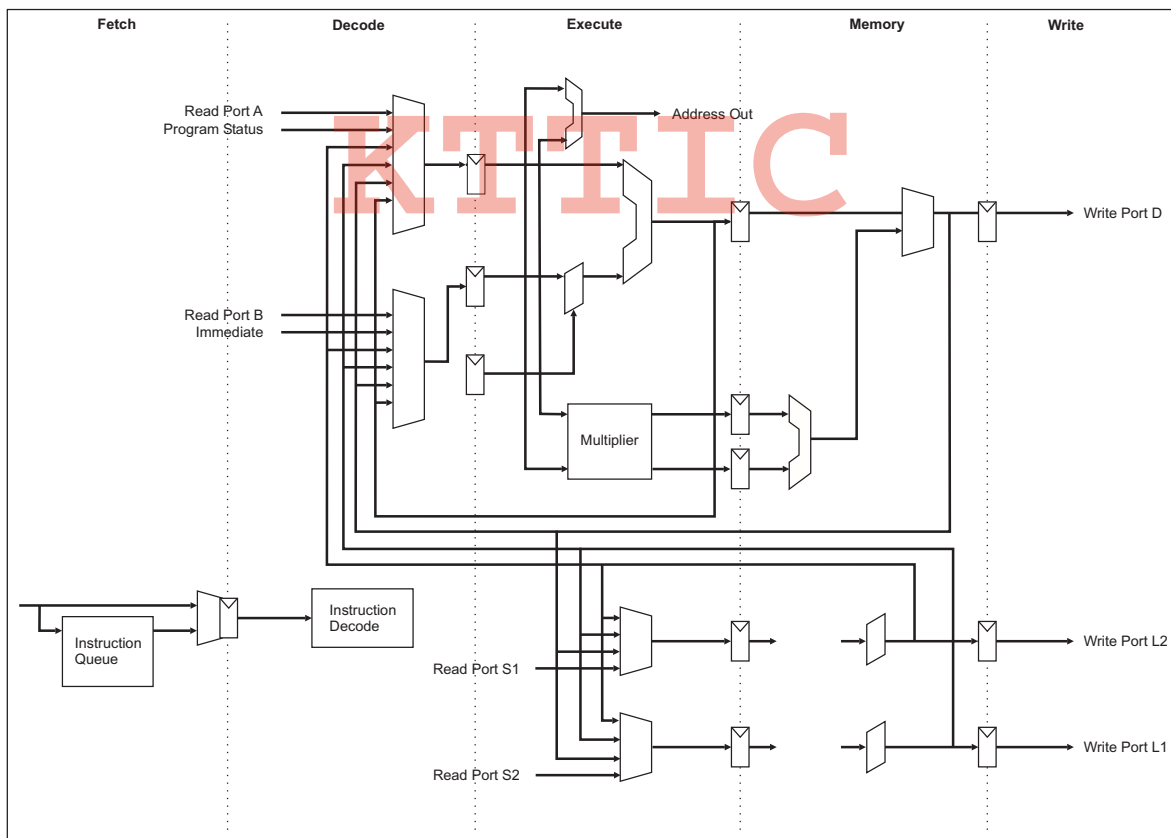 Fetch
Decode
Execute
Memory
Write
Read Port A
Program Status
Address Out
KTTIC
Write Port D
Read Port B
Immediate
Multiplier
Instruction
Queue
Instruction
Decode
Read Port S1
Write Port L2
Read Port S2
Write Port L1